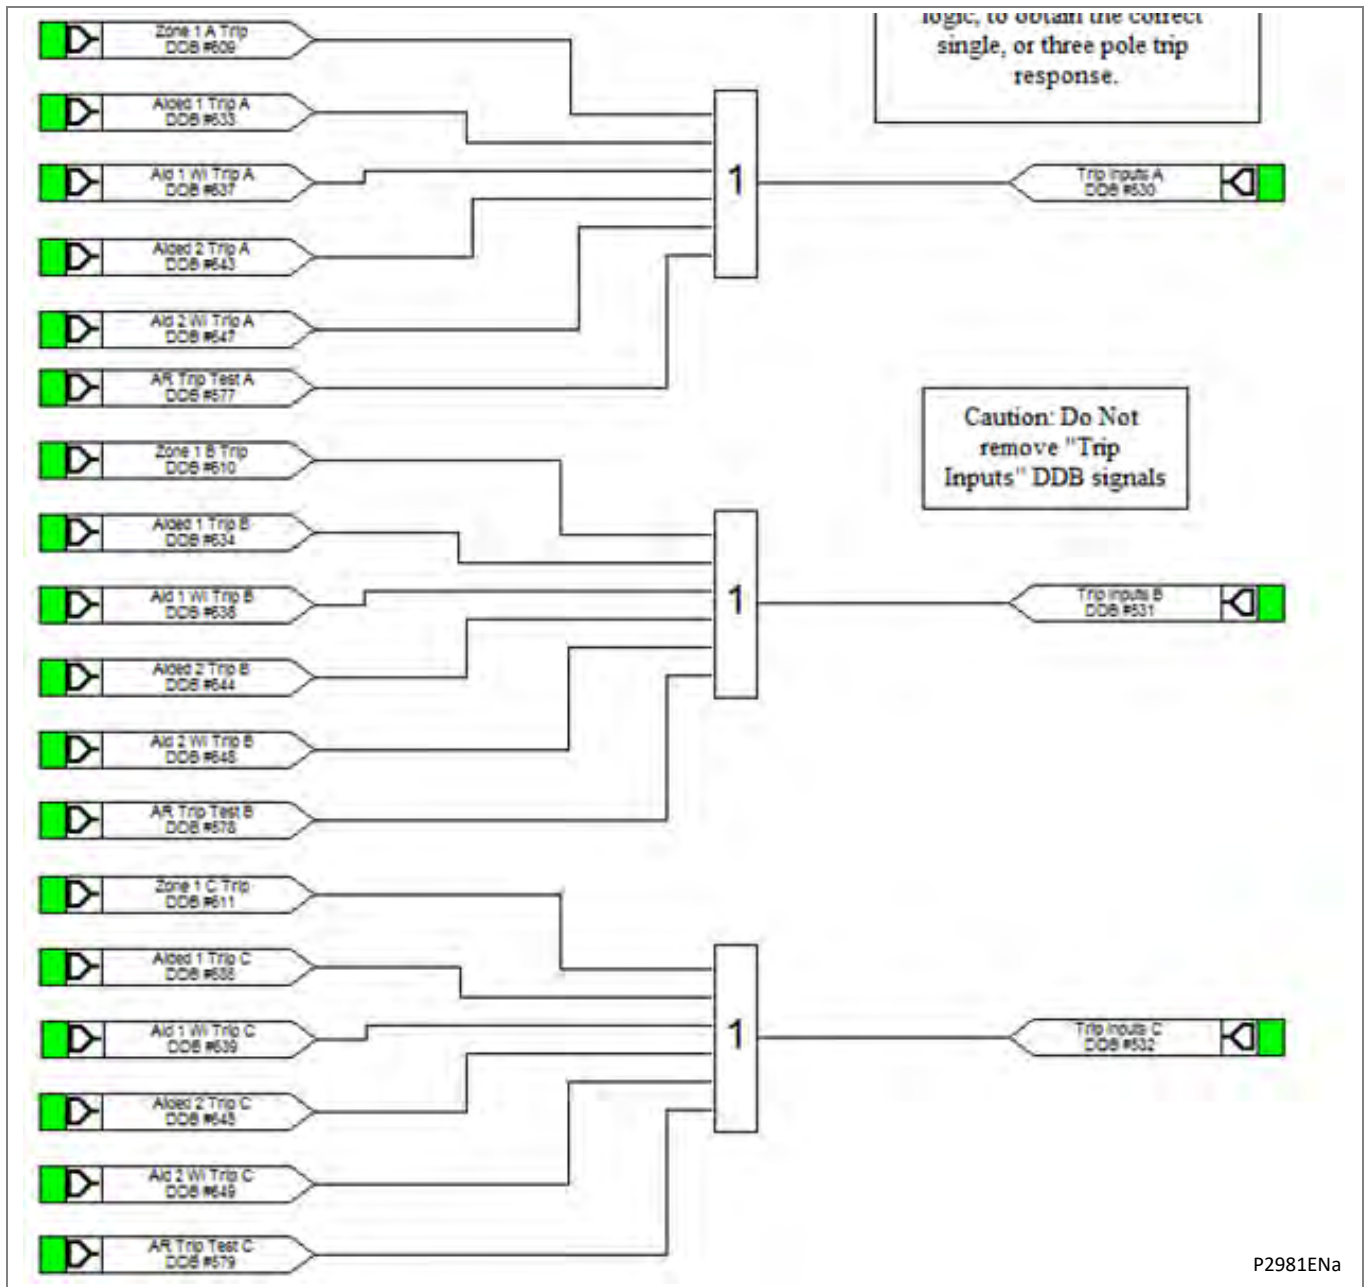 logic, to obtain the correct
single, or three pole trip
response.
Zone 1 A Trip
DDB #609
Aided 1 Trip A
DDB #633
Aid 1 WI Trip A
DDB #637
Aided 2 Trip A
DDB #643
Aid 2 WI Trip A
DDB #647
AR Trip Test A
DDB #577
1
Trip Inputs A
DDB #530
Caution: Do Not
remove "Trip
Inputs" DDB signals
Zone 1 B Trip
DDB #610
Aided 1 Trip B
DDB #634
Aid 1 WI Trip B
DDB #638
Aided 2 Trip B
DDB #644
Aid 2 WI Trip B
DDB #648
AR Trip Test B
DDB #578
1
Trip Inputs B
DDB #531
Zone 1 C Trip
DDB #611
Aided 1 Trip C
DDB #635
Aid 1 WI Trip C
DDB #639
Aided 2 Trip C
DDB #645
Aid 2 WI Trip C
DDB #649
AR Trip Test C
DDB #579
1
Trip Inputs C
DDB #532
P2981ENa